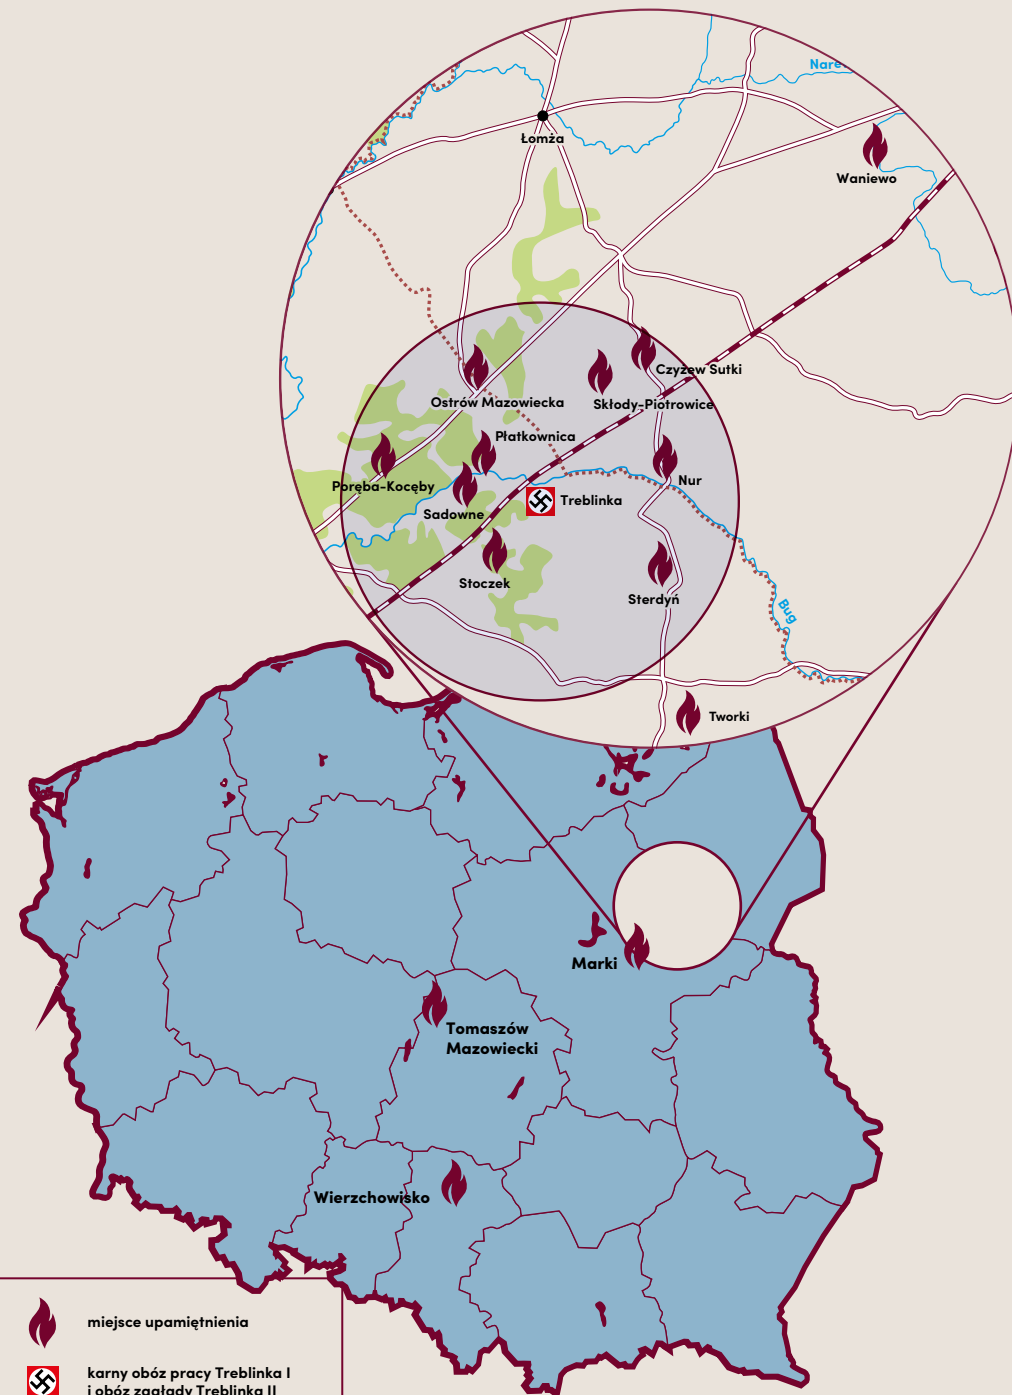 Nare
Łomża
Waniewo
Czyżew Sutki
Ostrów Mazowiecka
Skłody-Piotrowice
Płatkownica
Poręba-Kocęby
Nur
Treblinka
Sadowne
Stoczek
Sterdyń
Bug
Tworki
Marki
Tomaszów
Mazowiecki
Wierzchowisko
miejsce upamiętnienia
karny obóz pracy Treblinka I
i obóz zagłady Treblinka II